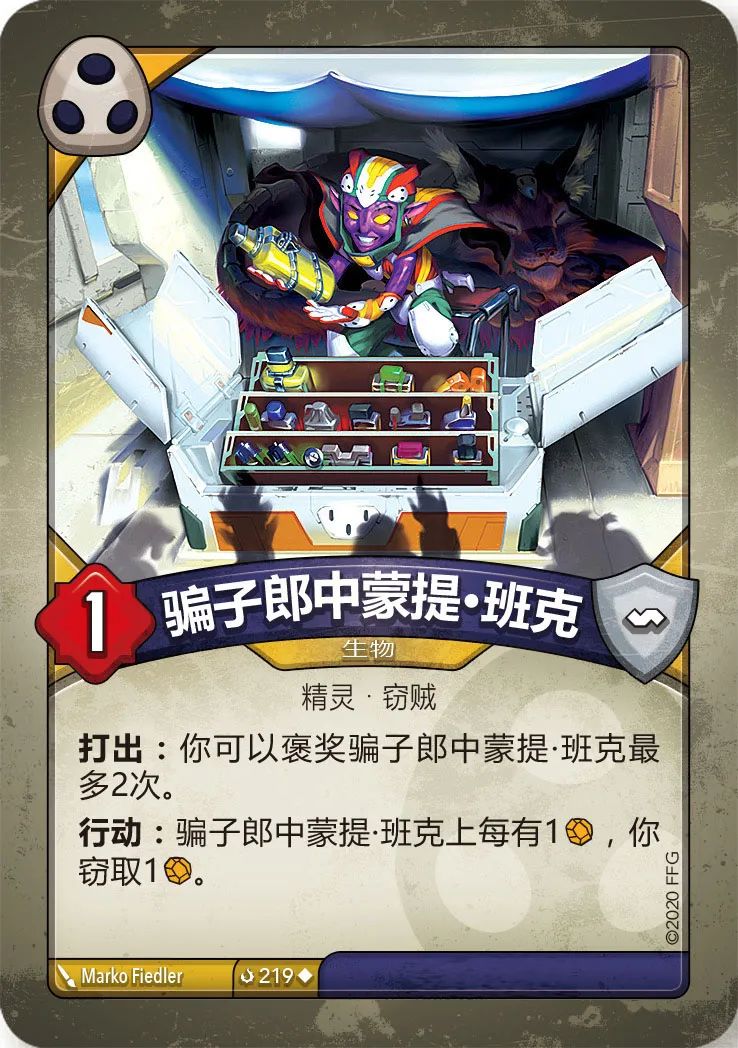 1
骗子郎中蒙提·班克
生物
精灵 · 窃贼
打出：你可以褒奖骗子郎中蒙提·班克最
多2次。
行动：骗子郎中蒙提·班克上每有1，你
窃取1。
©2020 FFG
Marko Fiedler
219